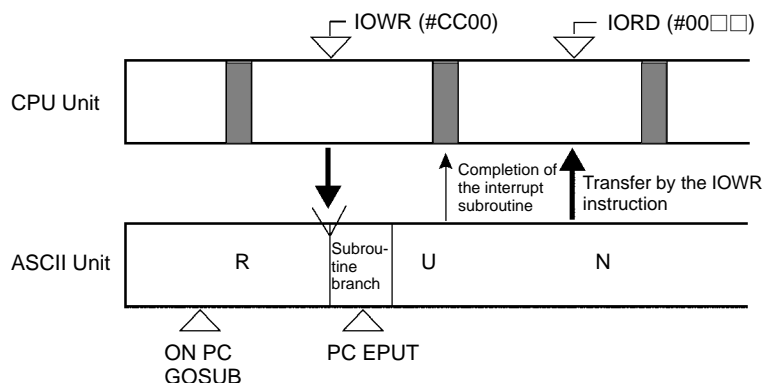 IOWR (#CC00)
IORD (#00□□)
CPU Unit
Completion of
the interrupt
subroutine
Transfer by the IOWR
instruction
ASCII Unit
R
Subrou-
tine
branch
U
N
ON PC
GOSUB
PC EPUT